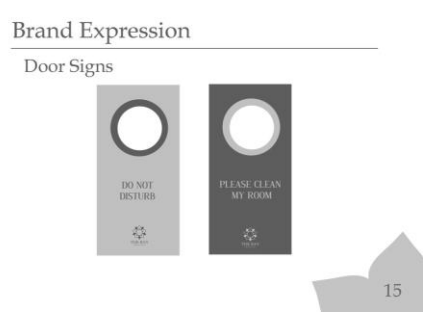 Brand Expression
Door Signs
DO NOT
DISTURB
PLEASE CLEAN
MY ROOM
15